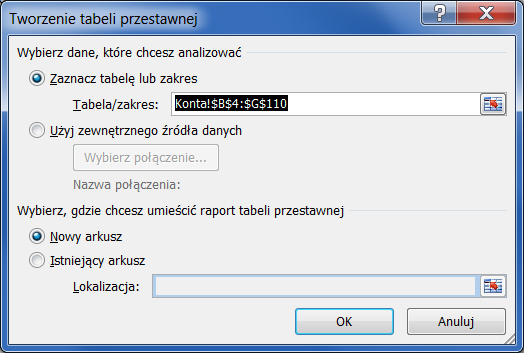 Tworzenie tabeli przestawnej
Wybierz dane, które chcesz analizować
Zaznacz tabelę lub zakres
Tabela/zakres: Konta!$B$4:$G$110
Użyj zewnętrznego źródła danych
Wybierz połączenie...
Nazwa połączenia:
Wybierz, gdzie chcesz umieścić raport tabeli przestawnej
Nowy arkusz
Istniejący arkusz
Lokalizacja:
OK Anuluj